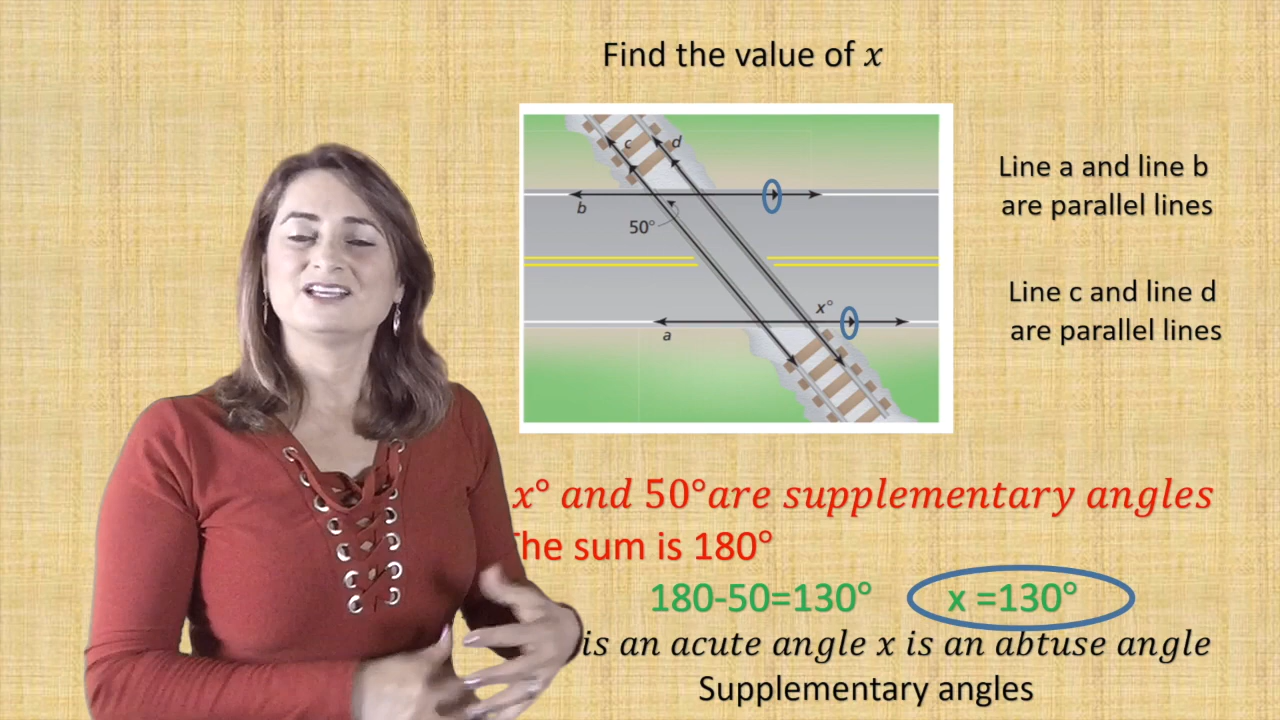 Find the value of x
c d
b
50°
x°
a
Line a and line b
are parallel lines
Line c and line d
are parallel lines
x° and 50°are supplementary angles
The sum is 180°
180-50=130° x =130°
is an acute angle x is an abtuse angle
Supplementary angles